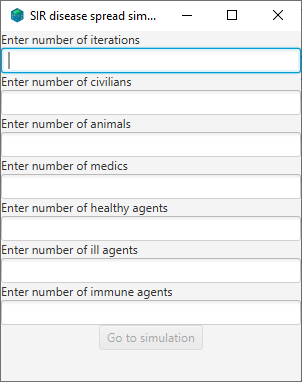 SIR disease spread sim...
Enter number of iterations
Enter number of civilians
Enter number of animals
Enter number of medics
Enter number of healthy agents
Enter number of ill agents
Enter number of immune agents
Go to simulation